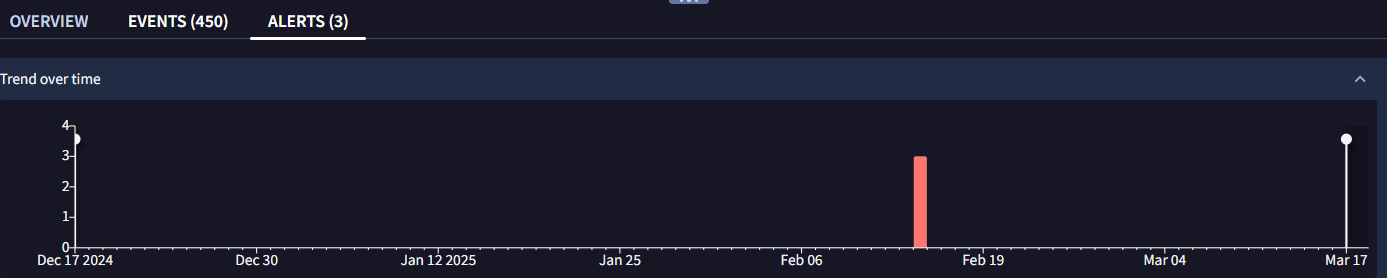 OVERVIEW EVENTS (450) ALERTS (3)
Trend over time
4
3
2
1
0
Dec 17 2024 Dec 30 Jan 12 2025 Jan 25 Feb 06 Feb 19 Mar 04 Mar 17